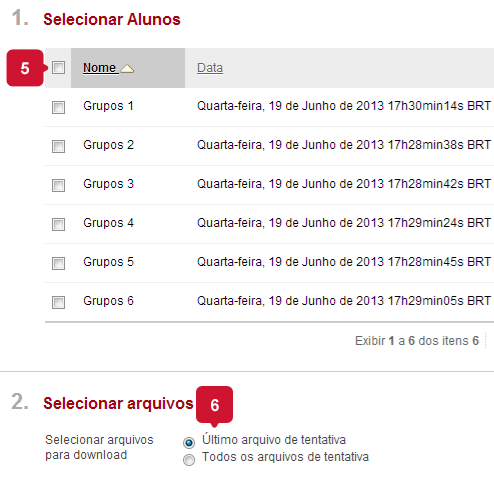 1. Selecionar Alunos
5 Nome Data
Grupos 1 Quarta-feira, 19 de Junho de 2013 17h30min14s BRT
Grupos 2 Quarta-feira, 19 de Junho de 2013 17h28min38s BRT
Grupos 3 Quarta-feira, 19 de Junho de 2013 17h28min42s BRT
Grupos 4 Quarta-feira, 19 de Junho de 2013 17h29min24s BRT
Grupos 5 Quarta-feira, 19 de Junho de 2013 17h28min45s BRT
Grupos 6 Quarta-feira, 19 de Junho de 2013 17h29min05s BRT
Exibir 1 a 6 dos itens 6
2. Selecionar arquivos 6
Selecionar arquivos
para download
Último arquivo de tentativa
Todos os arquivos de tentativa